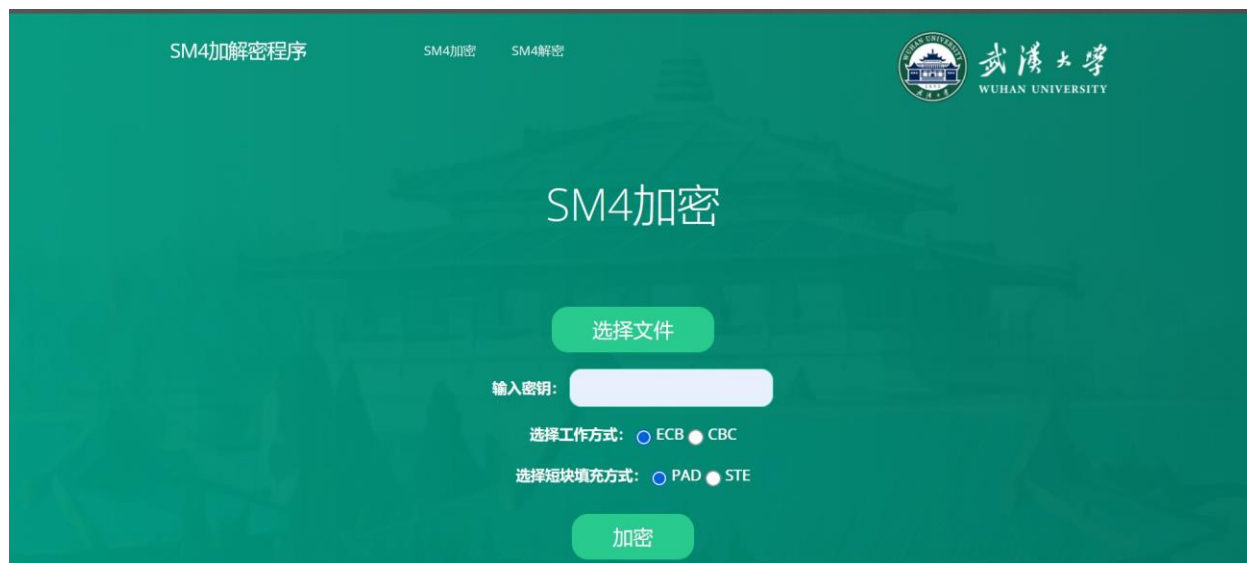 SM4加解密程序
SM4加密
SM4解密
WUHAN UNIVERSITY
武漢大學
WUHAN UNIVERSITY
SM4加密
选择文件
输入密钥：
选择工作方式： ECB CBC
选择短块填充方式： PAD STE
加密